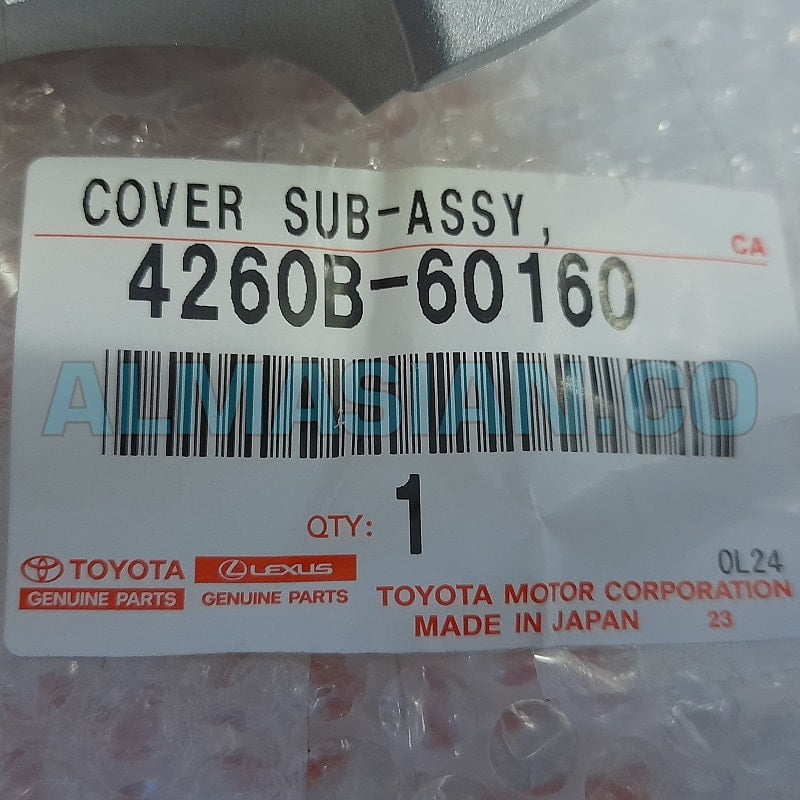 COVER SUB-ASSY,
CA
4260B-60160
ALMASIAN.CO
QTY: 1
0L24
TOYOTA LEXUS
GENUINE PARTS GENUINE PARTS
TOYOTA MOTOR CORPORATION
MADE IN JAPAN 23